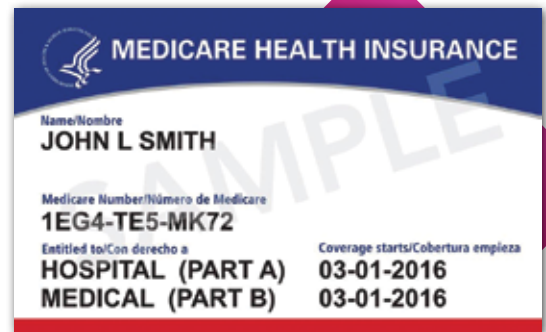 MEDICARE HEALTH INSURANCE
Name/Nombre
JOHN L SMITH
Medicare Number/Número de Medicare
1EG4-TE5-MK72
Entitled to/Con derecho a Coverage starts/Cobertura empieza
HOSPITAL (PART A) 03-01-2016
MEDICAL (PART B) 03-01-2016
SAMPLE